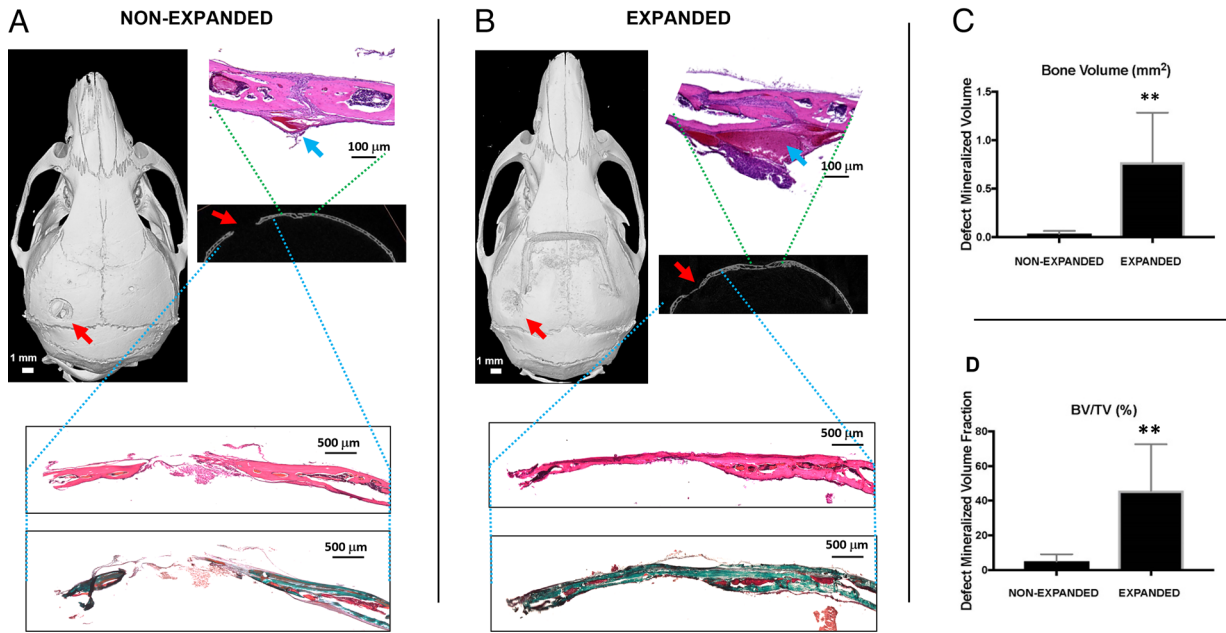 A
NON-EXPANDED
100 μm
1 mm
500 μm
500 μm
B
EXPANDED
100 μm
1 mm
500 μm
500 μm
C
Bone Volume (mm²)
Defect Mineralized Volume
1.5
1.0
0.5
0.0
**
NON-EXPANDED
EXPANDED
D
BV/TV (%)
Defect Mineralized Volume Fraction
80
60
40
20
0
**
NON-EXPANDED
EXPANDED